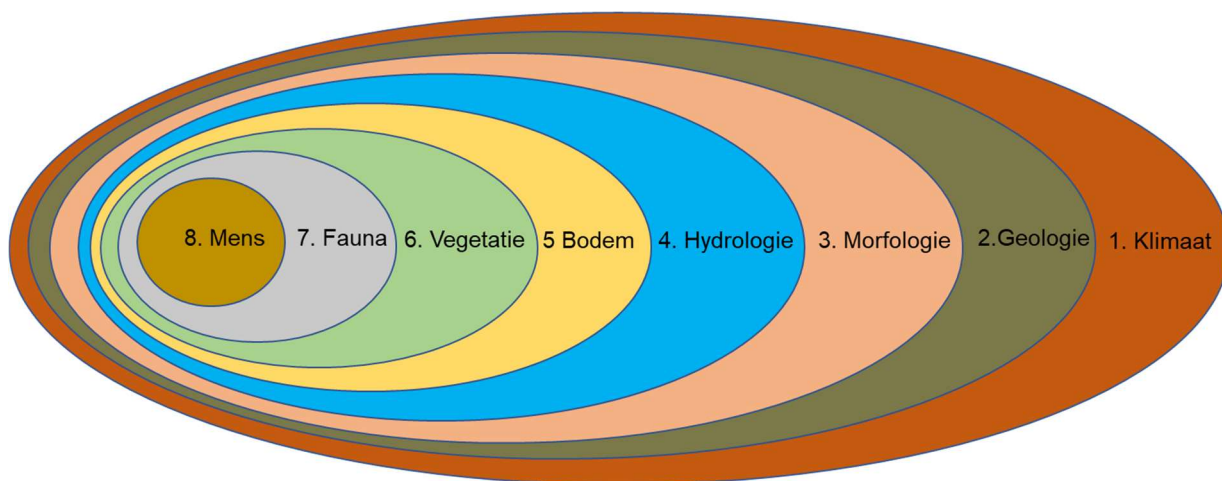 8. Mens
7. Fauna
6. Vegetatie
5 Bodem
4. Hydrologie
3. Morfologie
2.Geologie
1. Klimaat